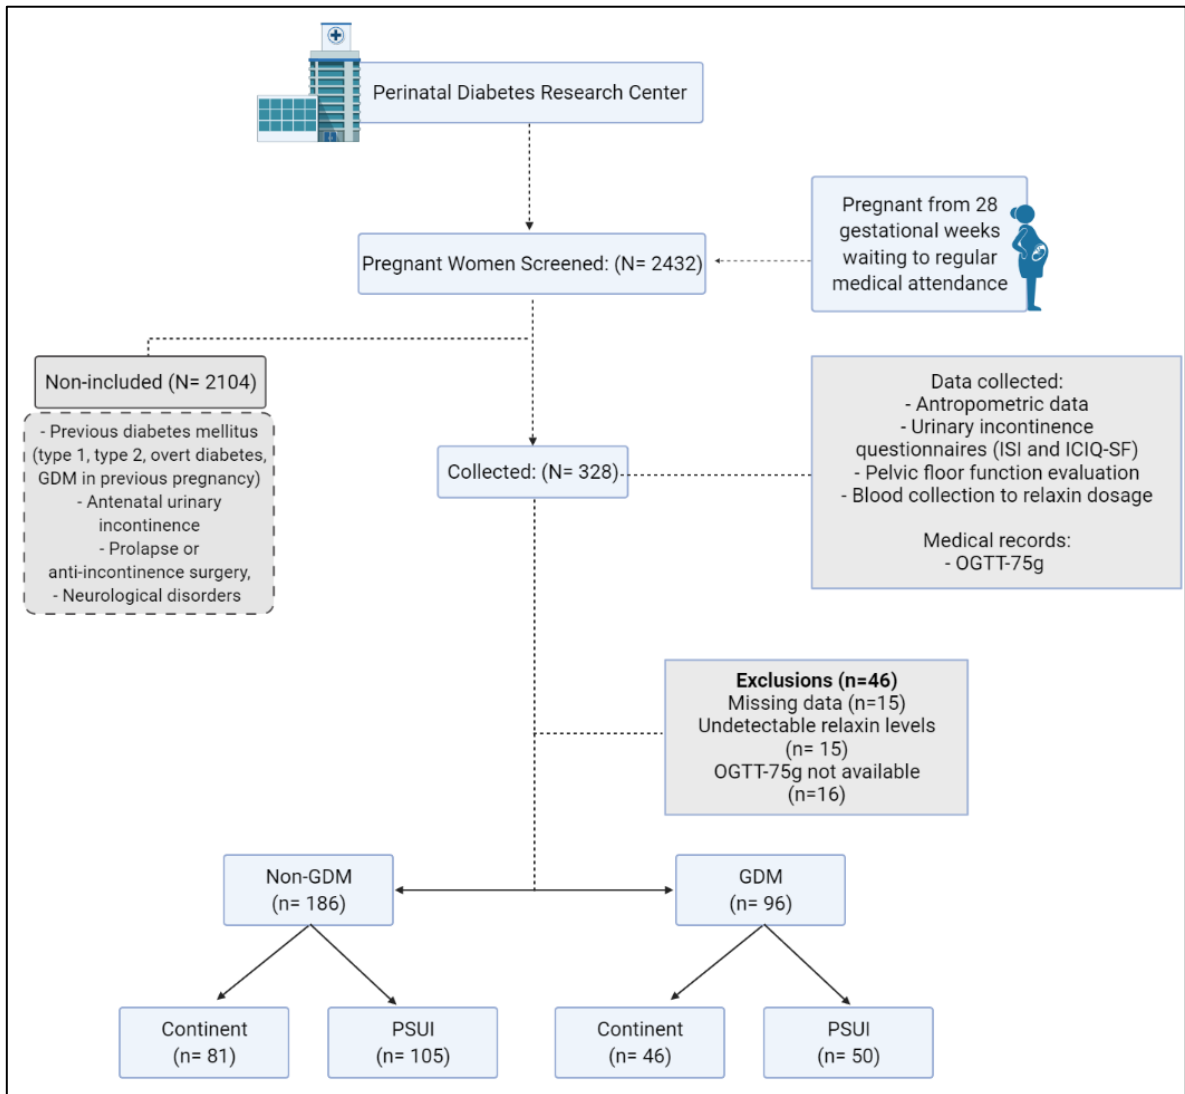 Perinatal Diabetes Research Center
Pregnant Women Screened: (N= 2432)
Pregnant from 28
gestational weeks
waiting to regular
medical attendance
Non-included (N= 2104)
- Previous diabetes mellitus
(type 1, type 2, overt diabetes,
GDM in previous pregnancy)
- Antenatal urinary
incontinence
- Prolapse or
anti-incontinence surgery,
- Neurological disorders
Collected: (N= 328)
Data collected:
- Antropometric data
- Urinary incontinence
questionnaires (ISI and ICIQ-SF)
- Pelvic floor function evaluation
- Blood collection to relaxin dosage
Medical records:
- OGTT-75g
Exclusions (n=46)
Missing data (n=15)
Undetectable relaxin levels
(n= 15)
OGTT-75g not available
(n=16)
Non-GDM
(n= 186)
GDM
(n= 96)
Continent
(n= 81)
PSUI
(n= 105)
Continent
(n= 46)
PSUI
(n= 50)